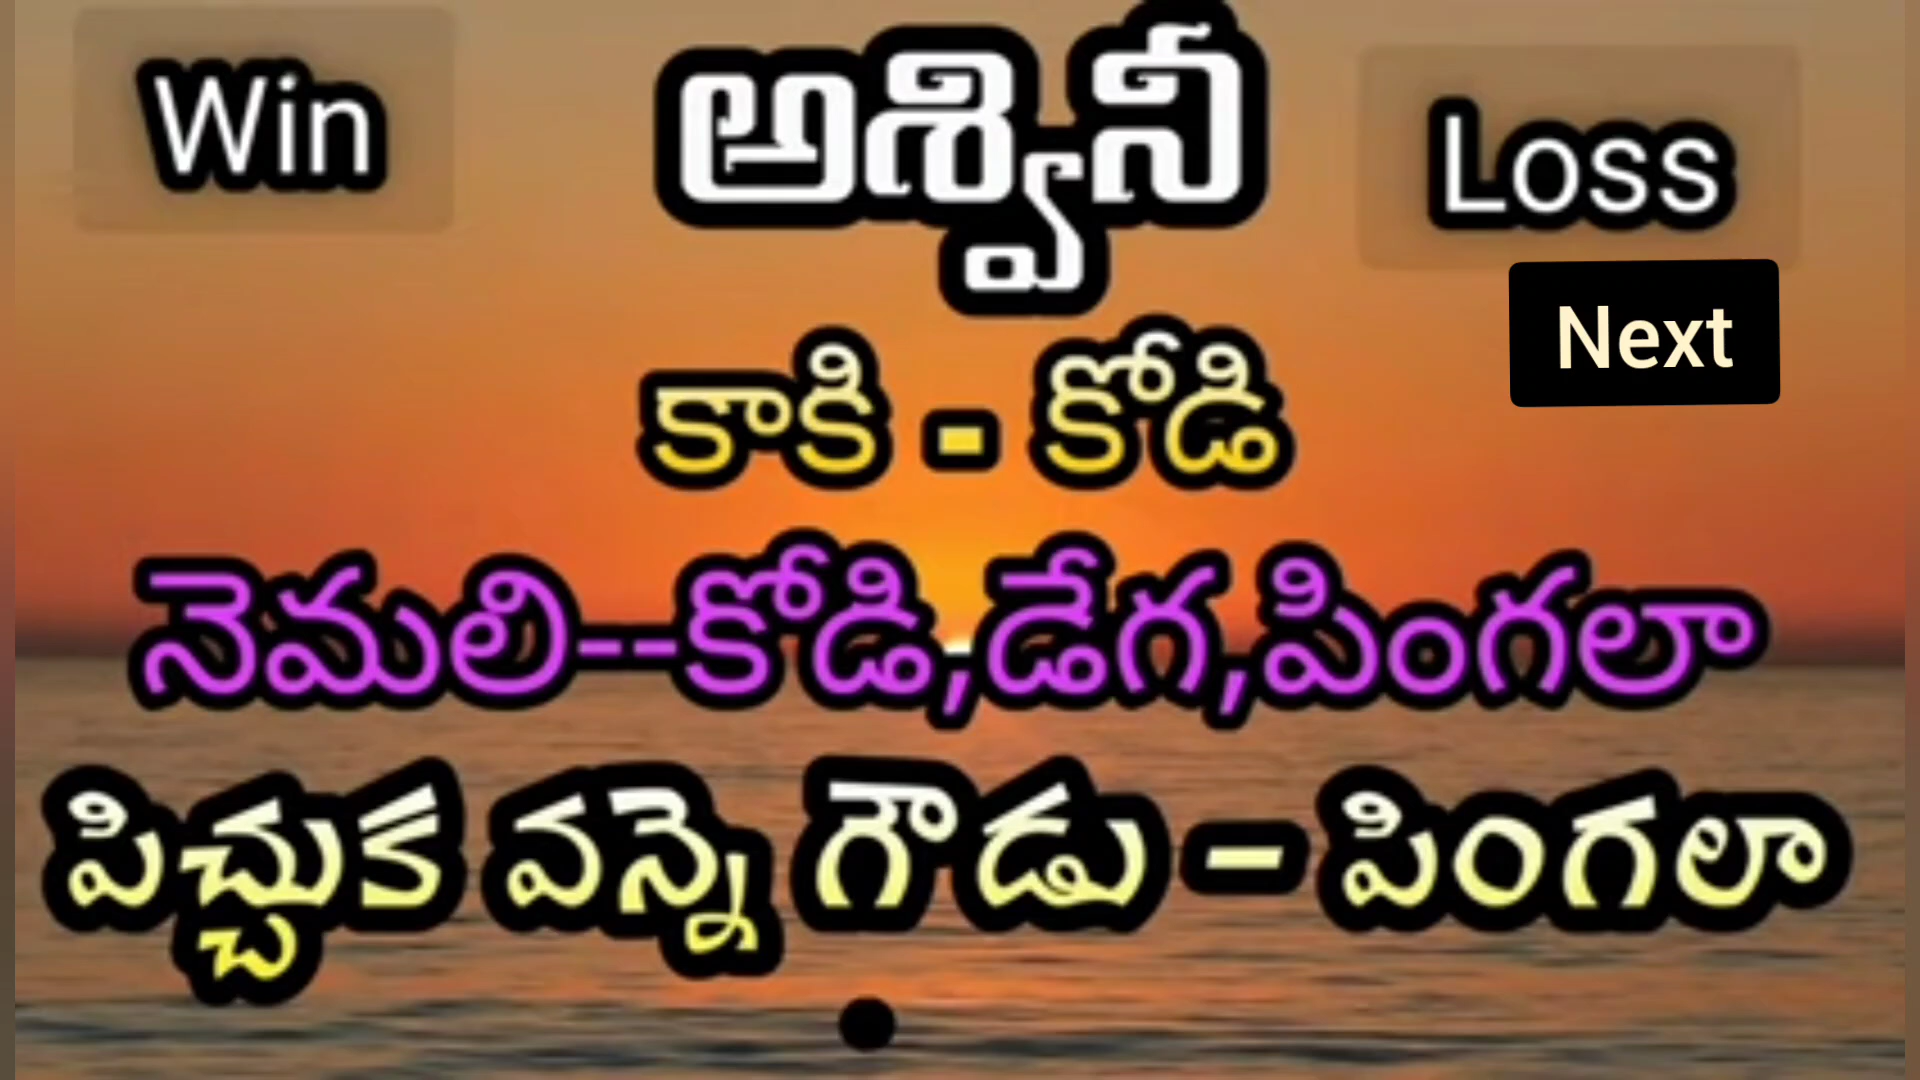 Win అశ్విని Loss
Next
కాకి - కోడి
నెమలి--కోడి,డేగ,పింగలా
పిచ్చుక వన్నె గౌడు - పింగలా